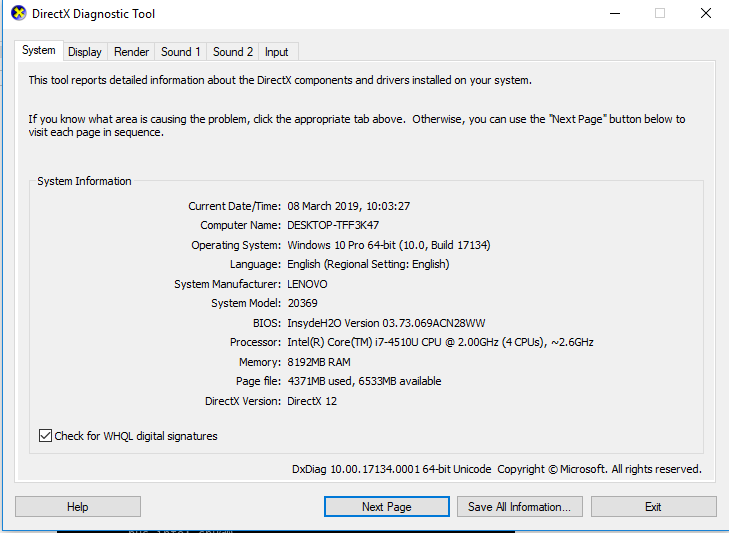 DirectX Diagnostic Tool
System Display Render Sound 1 Sound 2 Input
This tool reports detailed information about the DirectX components and drivers installed on your system.
If you know what area is causing the problem, click the appropriate tab above.  Otherwise, you can use the "Next Page" button below to
visit each page in sequence.
System Information
Current Date/Time: 08 March 2019, 10:03:27
Computer Name: DESKTOP-TFF3K47
Operating System: Windows 10 Pro 64-bit (10.0, Build 17134)
Language: English (Regional Setting: English)
System Manufacturer: LENOVO
System Model: 20369
BIOS: InsydeH2O Version 03.73.069ACN28WW
Processor: Intel(R) Core(TM) i7-4510U CPU @ 2.00GHz (4 CPUs), ~2.6GHz
Memory: 8192MB RAM
Page file: 4371MB used, 6533MB available
DirectX Version: DirectX 12
Check for WHQL digital signatures
DxDiag 10.00.17134.0001 64-bit Unicode  Copyright © Microsoft. All rights reserved.
Help Next Page Save All Information... Exit